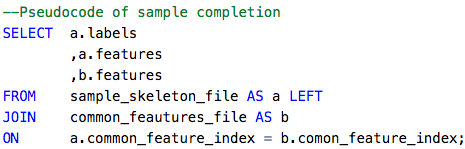 --Pseudocode of sample completion
SELECT a.labels
,a.features
,b.features
FROM sample_skeleton_file AS a LEFT
JOIN common_feautures_file AS b
ON a.common_feature_index = b.comon_feature_index;